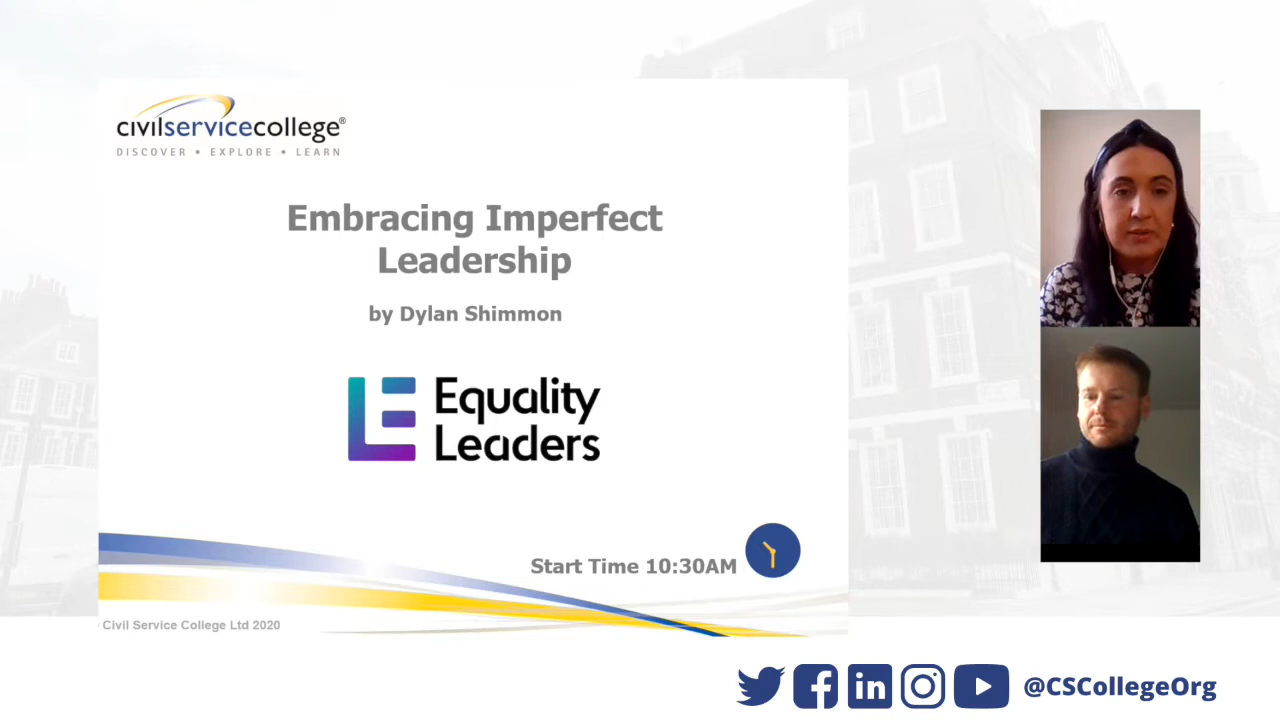 civilservicecollege®
DISCOVER • EXPLORE • LEARN
Embracing Imperfect
Leadership
by Dylan Shimmon
Equality
Leaders
Start Time 10:30AM
Civil Service College Ltd 2020
@CSCollegeOrg